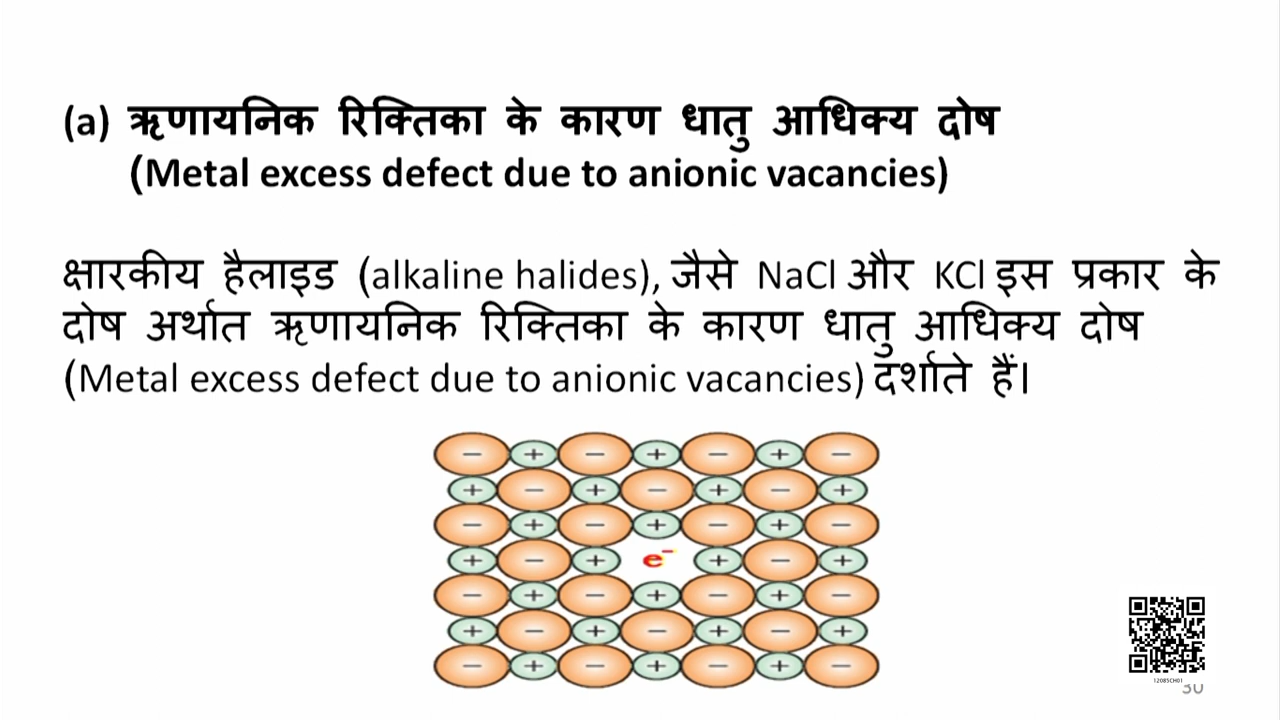 (a) ऋणायनिक रिक्तिका के कारण धातु आधिक्य दोष
(Metal excess defect due to anionic vacancies)
क्षारकीय हैलाइड (alkaline halides), जैसे NaCl और KCl इस प्रकार के
दोष अर्थात ऋणायनिक रिक्तिका के कारण धातु आधिक्य दोष
(Metal excess defect due to anionic vacancies) दर्शाते हैं।
− + − + − + −
+ − + − + − +
− + − + − + −
+ − + e⁻ + − +
− + − + − + −
+ − + − + − +
− + − + − + −
12085CH01
30